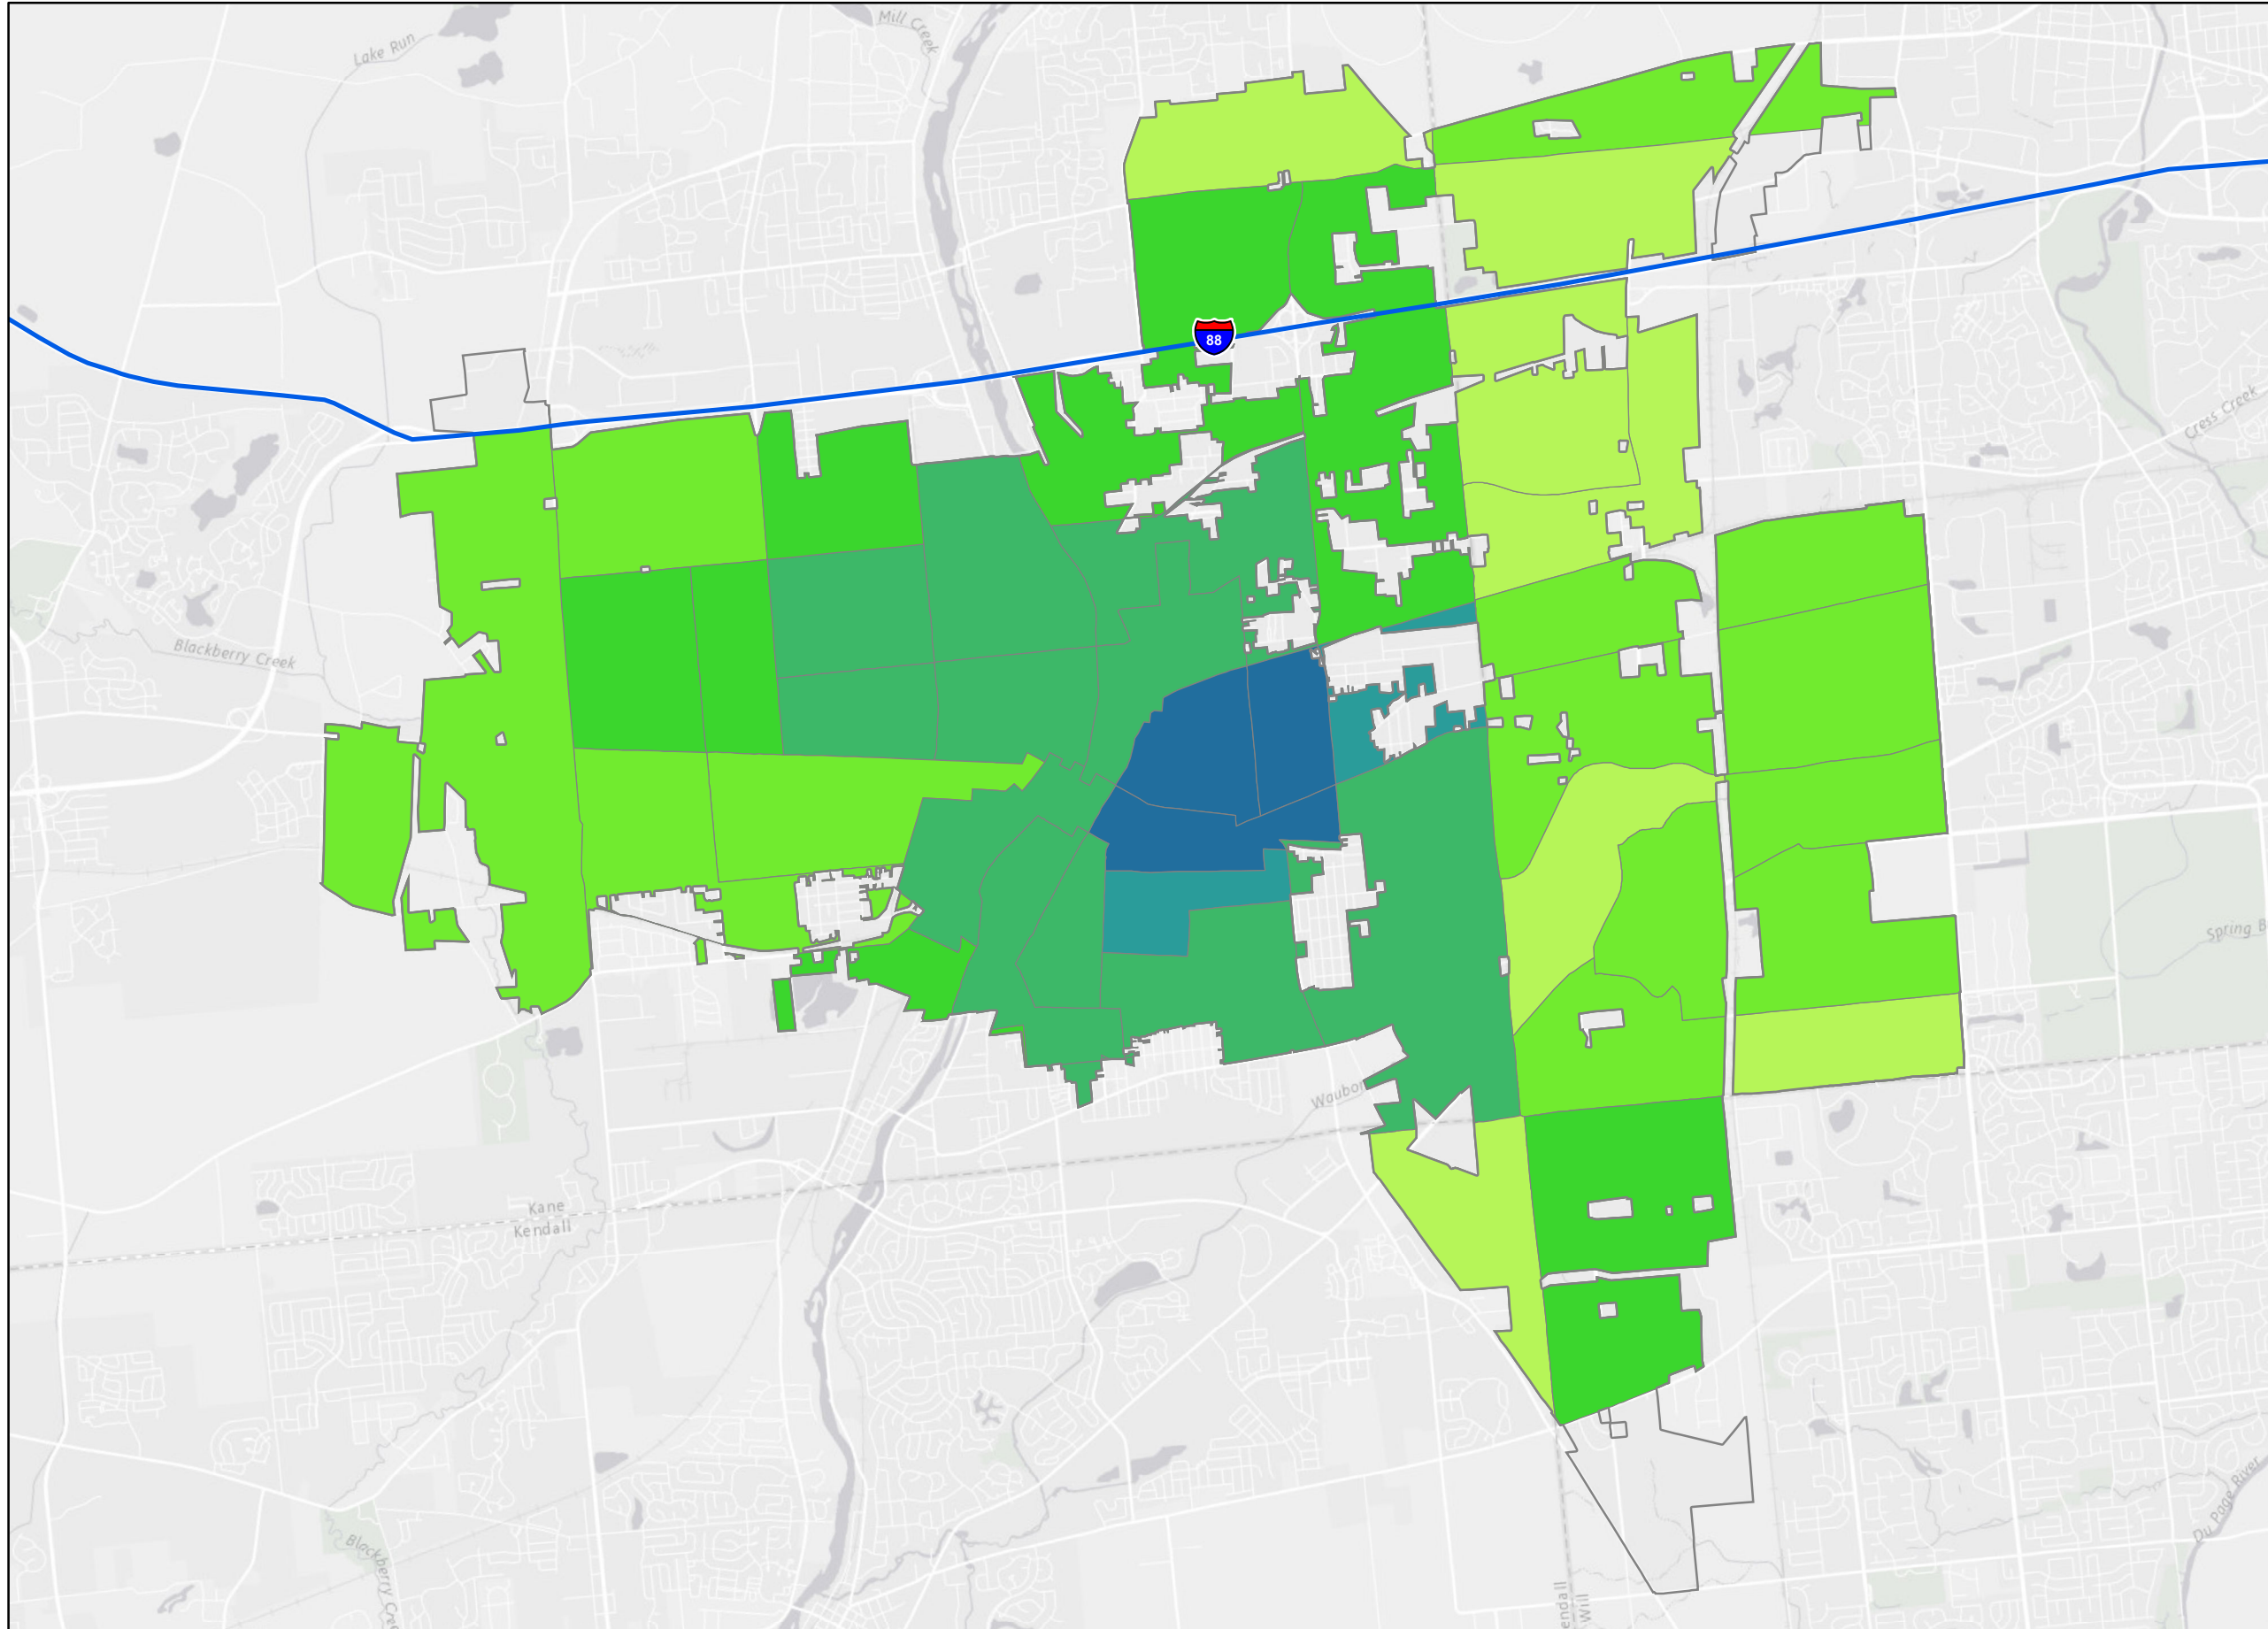 Lake Run
Mill Creek
88
Cress Creek
Blackberry Creek
Spring B
Waubon
Kane
Kendall
Blackberry Cree
Du Page River
endall
Will